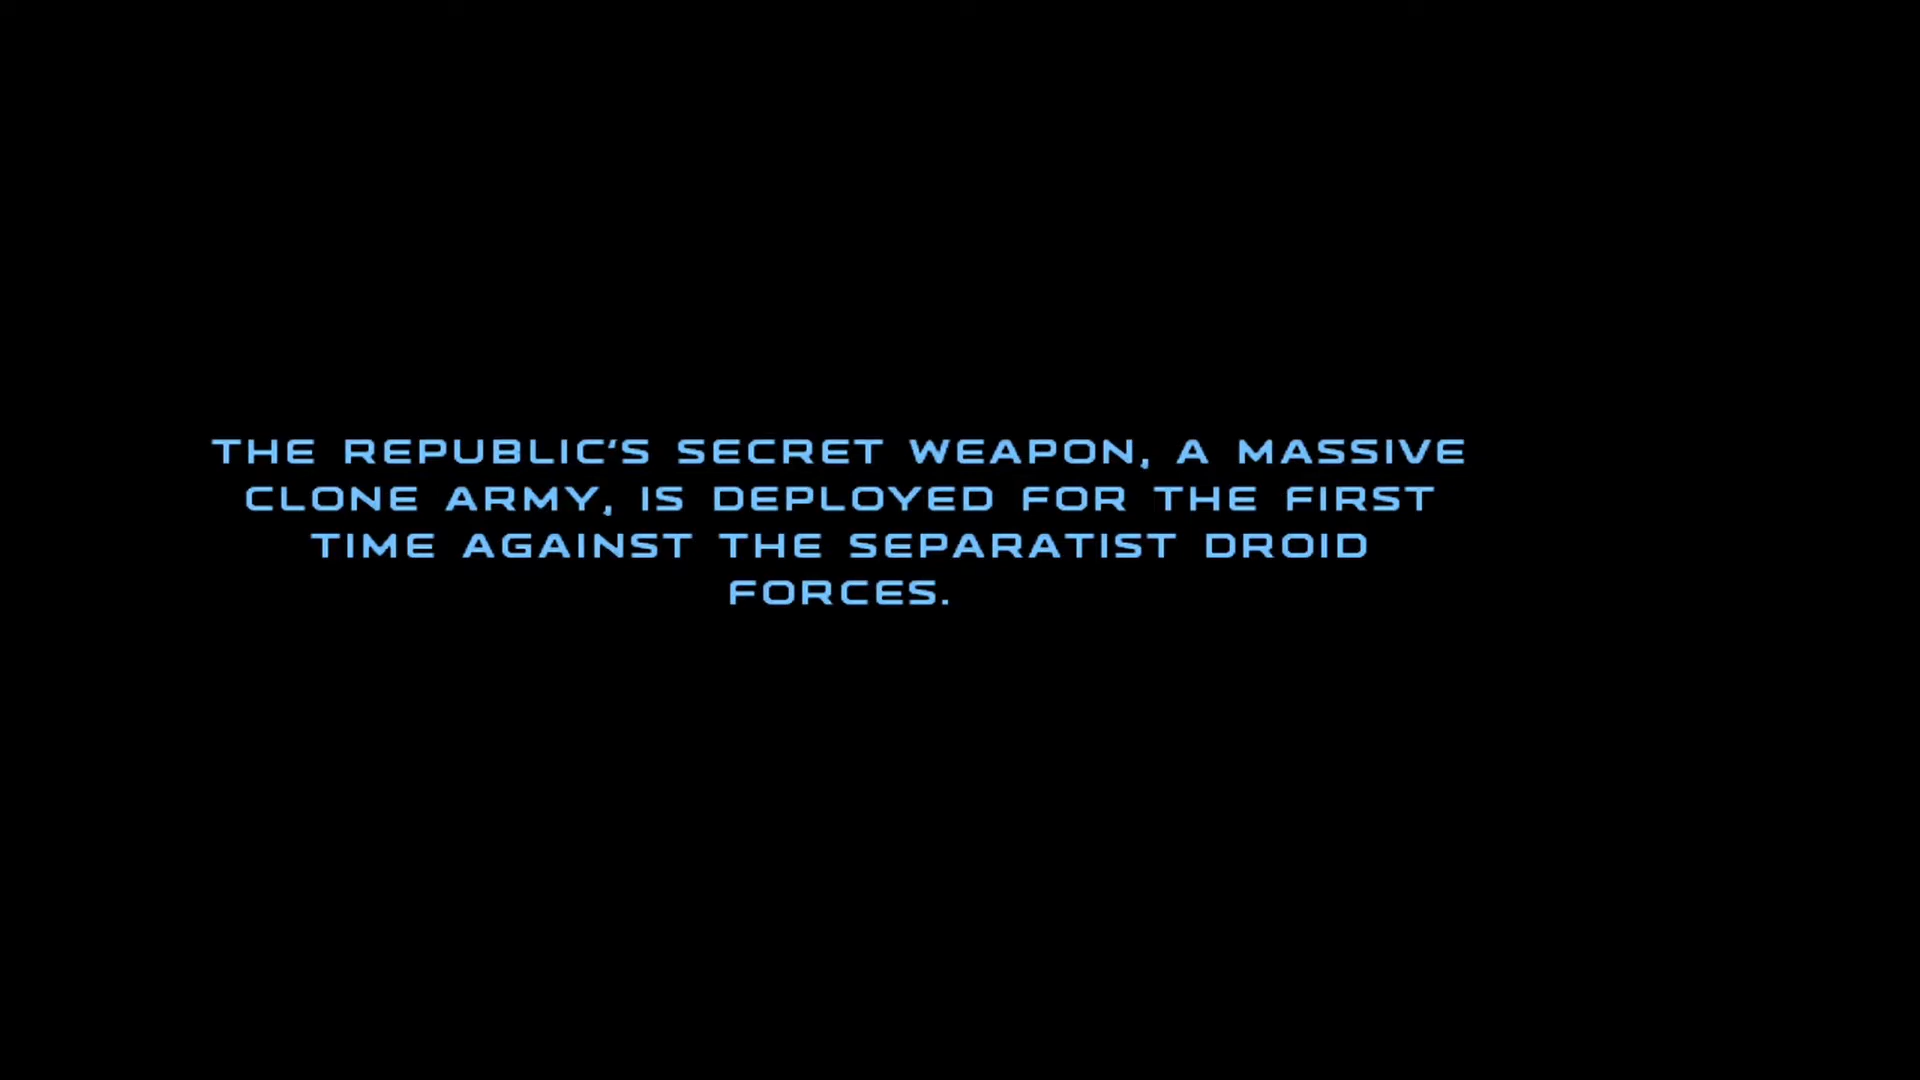 THE REPUBLIC'S SECRET WEAPON, A MASSIVE
CLONE ARMY, IS DEPLOYED FOR THE FIRST
TIME AGAINST THE SEPARATIST DROID
FORCES.